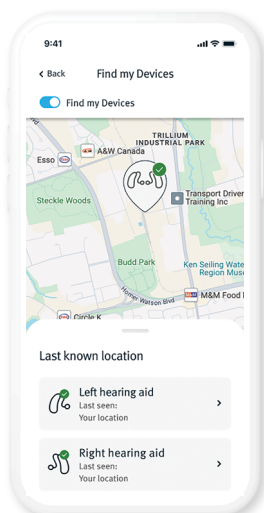 9:41
Back
Find my Devices
Find my Devices
TRILLIUM
INDUSTRIAL PARK
A&W Canada
Esso
Steckle Woods
Transport Driver
Training Inc
Budd Park
Ken Seiling Wate
Region Muse
Homer Watson Blvd
M&M Food
Circle K
Last known location
Left hearing aid
Last seen:
Your location
Right hearing aid
Last seen:
Your location